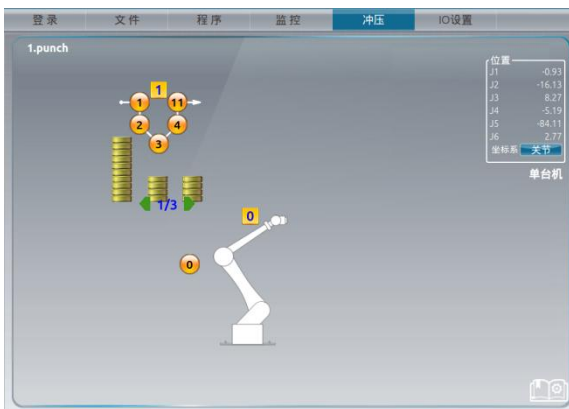 登录 文件 程序 监控 冲压 IO设置
1.punch
位置
J1 -0.93
J2 -16.13
J3 8.27
J4 -5.19
J5 -84.11
J6 2.77
坐标系 关节
单台机
1
1 11
2 4
3
1/3
0
0